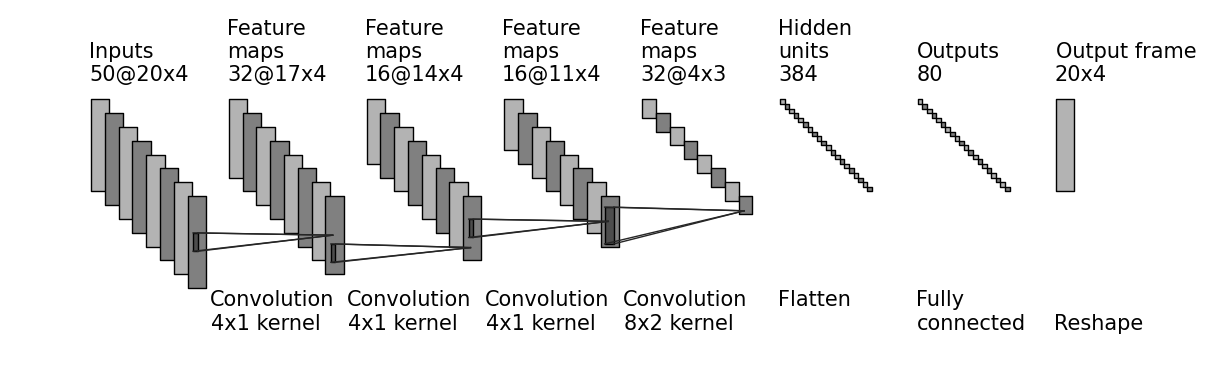 Inputs
50@20x4
Feature
maps
32@17x4
Feature
maps
16@14x4
Feature
maps
16@11x4
Feature
maps
32@4x3
Hidden
units
384
Outputs
80
Output frame
20x4
Convolution
4x1 kernel
Convolution
4x1 kernel
Convolution
4x1 kernel
Convolution
8x2 kernel
Flatten
Fully
connected
Reshape